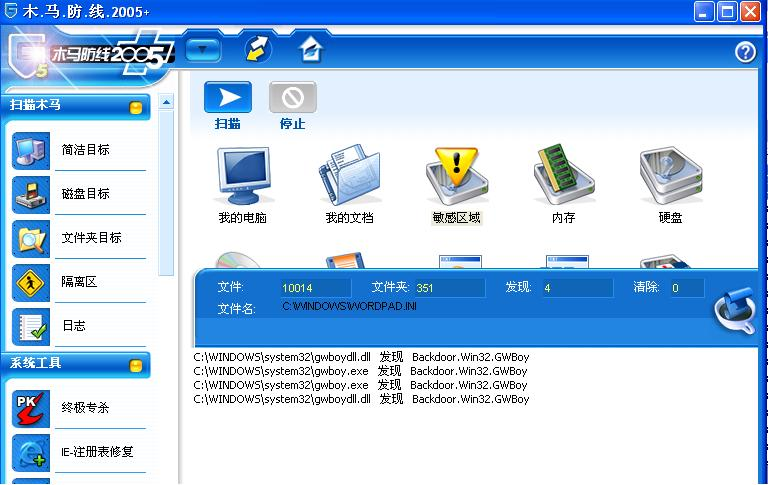 木.马.防.线.2005+
木马防线2005+
5
扫描木马
简洁目标
磁盘目标
文件夹目标
隔离区
日志
系统工具
PK
终极专杀
IE-注册表修复
扫描
停止
我的电脑
我的文档
敏感区域
内存
硬盘
文件: 10014 文件夹: 351 发现: 4 清除: 0
文件名: C:\WINDOWS\WORDPAD.INI
C:\WINDOWS\system32\gwboydll.dll 发现 Backdoor.Win32.GWBoy
C:\WINDOWS\system32\gwboy.exe 发现 Backdoor.Win32.GWBoy
C:\WINDOWS\system32\gwboy.exe 发现 Backdoor.Win32.GWBoy
C:\WINDOWS\system32\gwboydll.dll 发现 Backdoor.Win32.GWBoy